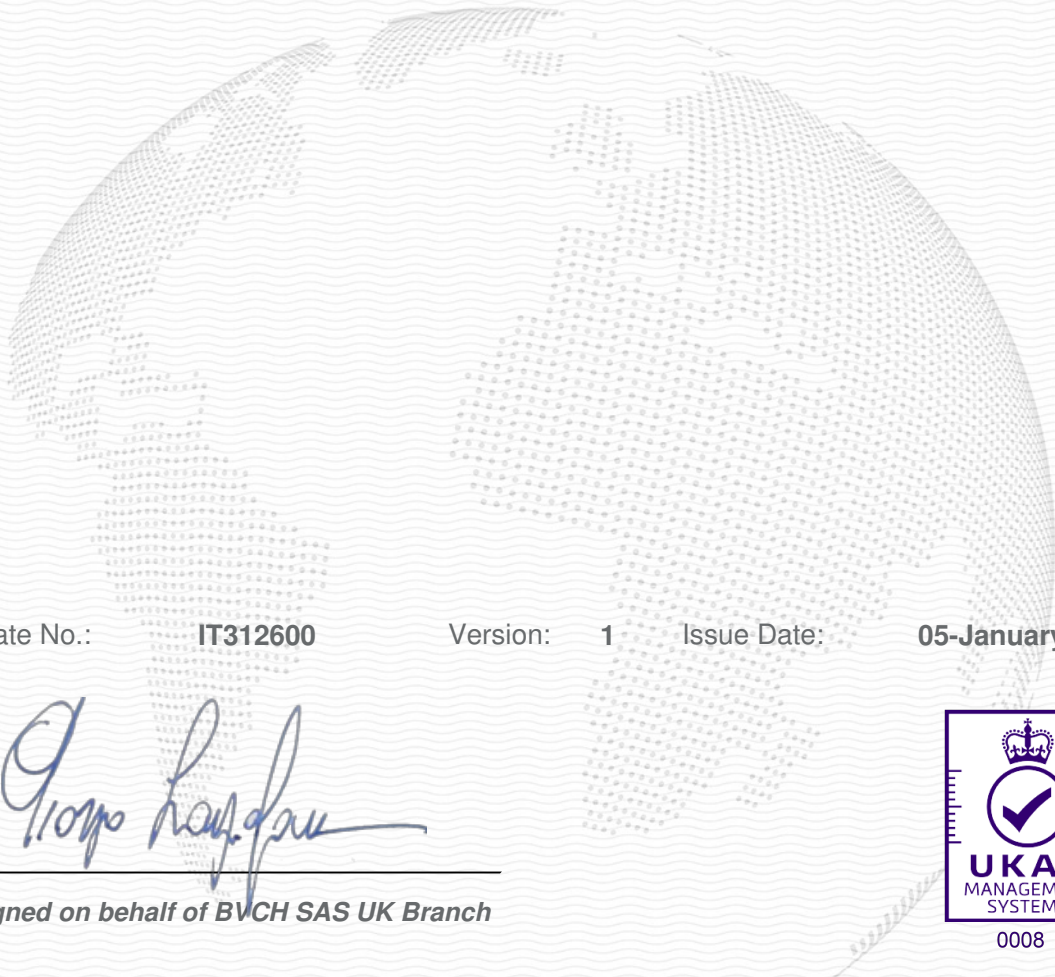 ate No.: IT312600 Version: 1 Issue Date: 05-January
gned on behalf of BVCH SAS UK Branch
UKA
MANAGEM
SYSTEM
0008